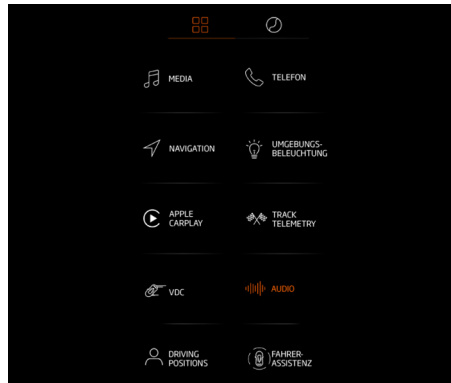 MEDIA
TELEFON
NAVIGATION
UMGEBUNGS-
BELEUCHTUNG
APPLE
CARPLAY
TRACK
TELEMETRY
VDC
AUDIO
DRIVING
POSITIONS
FAHRER-
ASSISTENZ